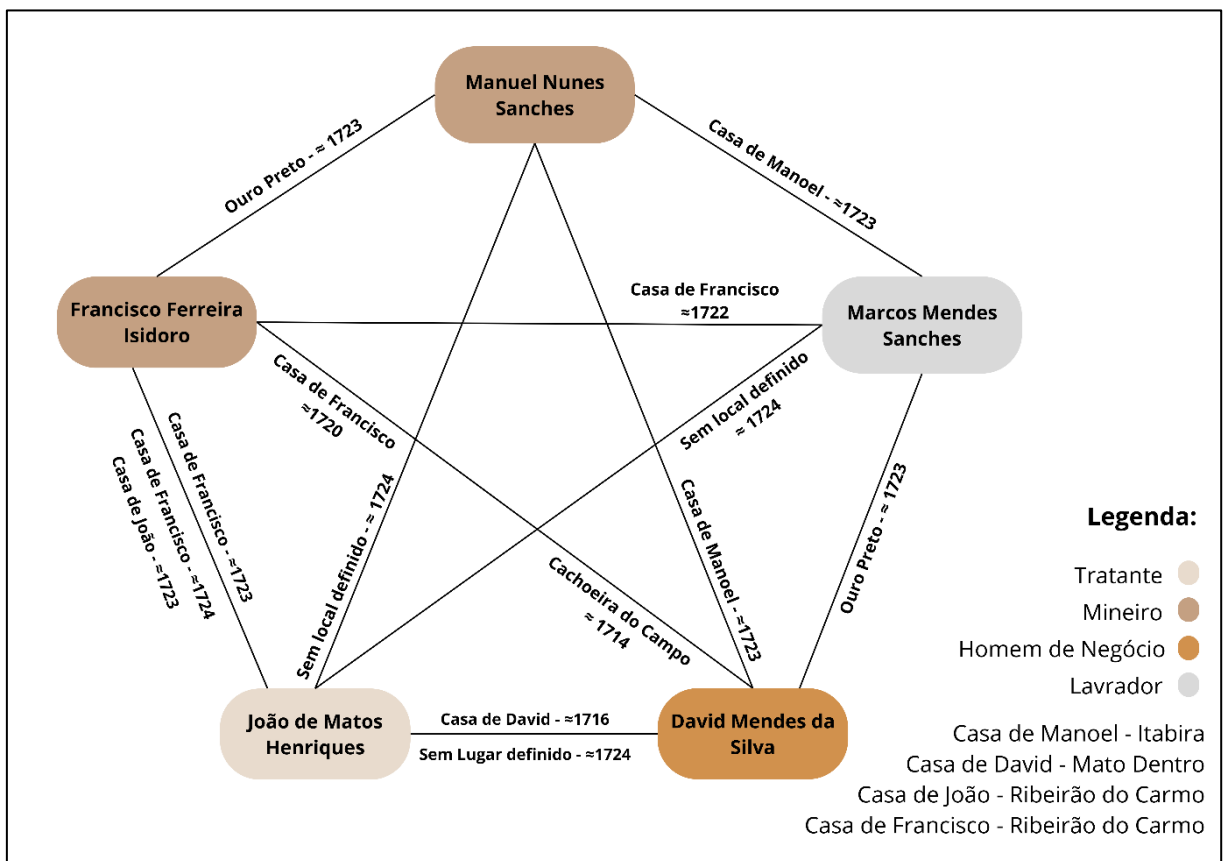 Manuel Nunes
Sanches
Ouro Preto - ≈ 1723
Casa de Manoel - ≈1723
Francisco Ferreira
Isidoro
Casa de Francisco
≈1722
Marcos Mendes
Sanches
Casa de Francisco
≈1720
Sem local definido
≈ 1724
Casa de Francisco - ≈1723
Casa de Francisco - ≈1724
Casa de João - ≈1723
Sem local definido - ≈ 1724
Cachoeira do Campo
≈ 1714
Casa de Manoel - ≈1723
Ouro Preto - ≈ 1723
João de Matos
Henriques
Casa de David - ≈1716
Sem Lugar definido - ≈1724
David Mendes da
Silva
Legenda:
Tratante
Mineiro
Homem de Negócio
Lavrador
Casa de Manoel - Itabira
Casa de David - Mato Dentro
Casa de João - Ribeirão do Carmo
Casa de Francisco - Ribeirão do Carmo